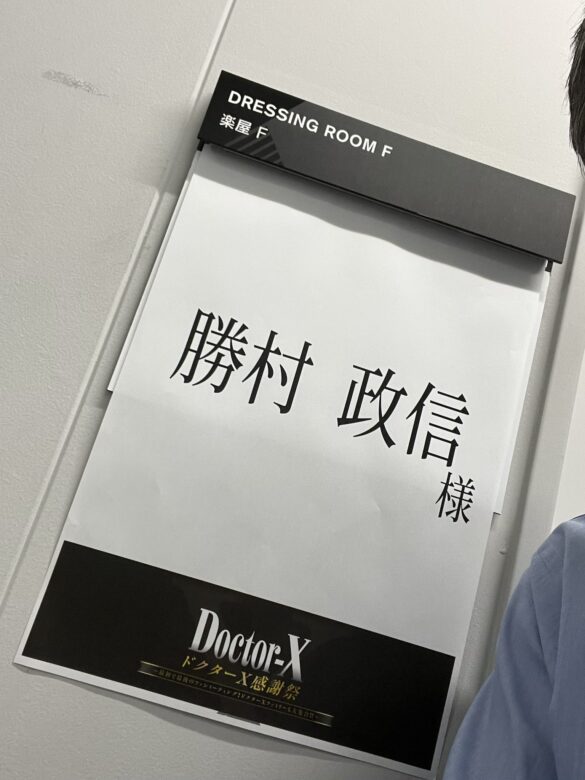 DRESSING ROOM F
楽屋 F
勝村 政信
様
Doctor-X
ドクターX感謝祭